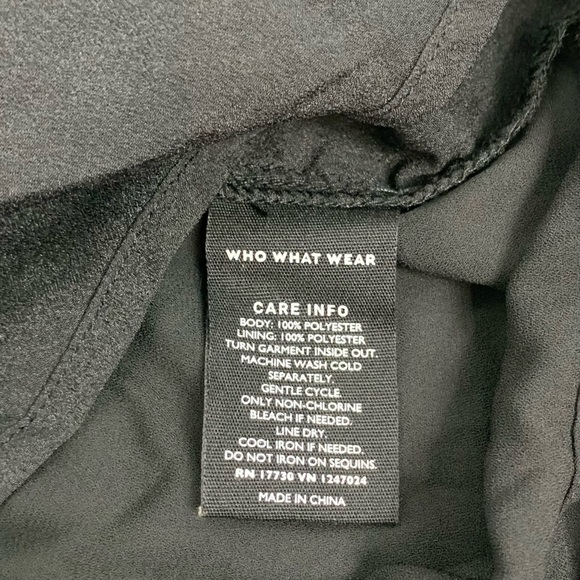 WHO WHAT WEAR
CARE INFO
BODY: 100% POLYESTER
LINING: 100% POLYESTER
TURN GARMENT INSIDE OUT.
MACHINE WASH COLD
SEPARATELY.
GENTLE CYCLE.
ONLY NON-CHLORINE
BLEACH IF NEEDED.
LINE DRY.
COOL IRON IF NEEDED.
DO NOT IRON ON SEQUINS.
RN 17730 VN 1247024
MADE IN CHINA